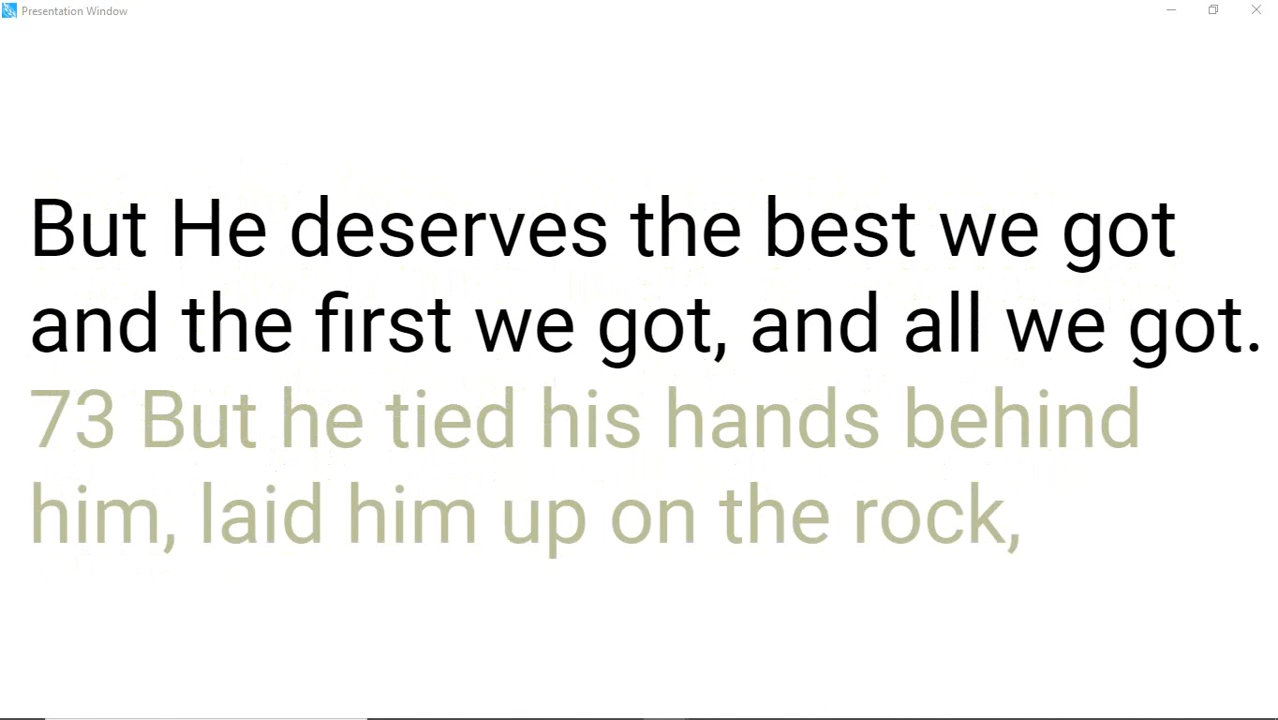 Presentation Window
But He deserves the best we got
and the first we got, and all we got.
73 But he tied his hands behind
him, laid him up on the rock,